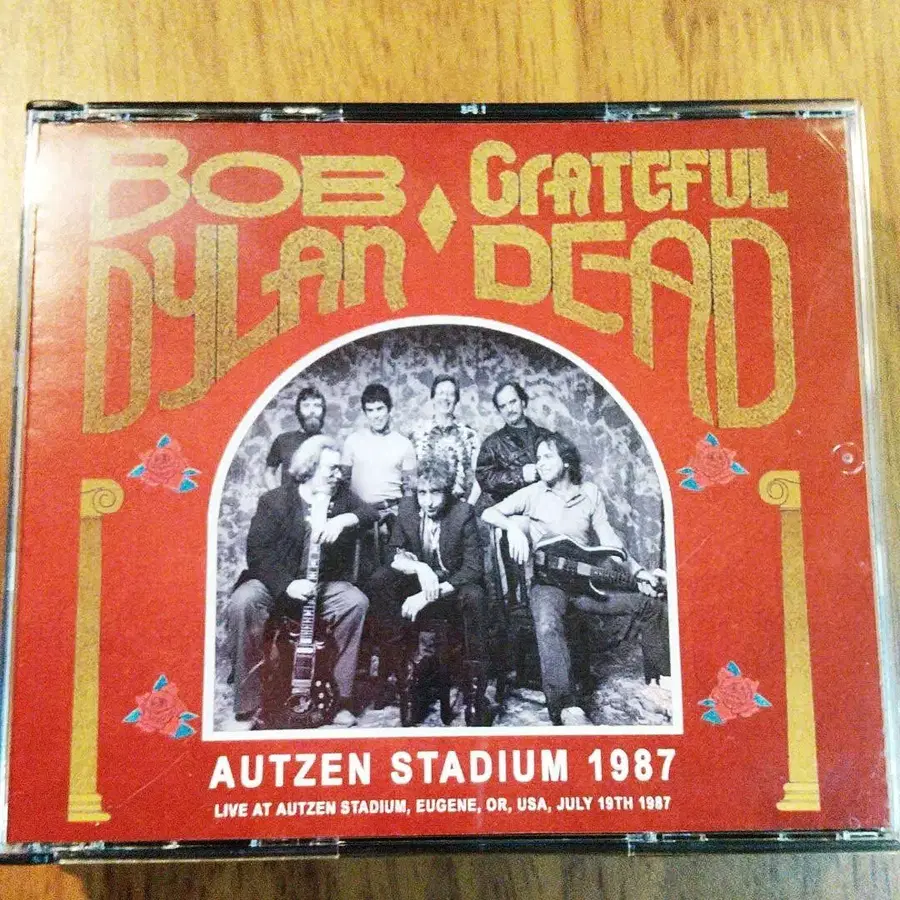 BOB
DYLAN
GRATEFUL
DEAD
AUTZEN STADIUM 1987
LIVE AT AUTZEN STADIUM, EUGENE, OR, USA, JULY 19TH 1987